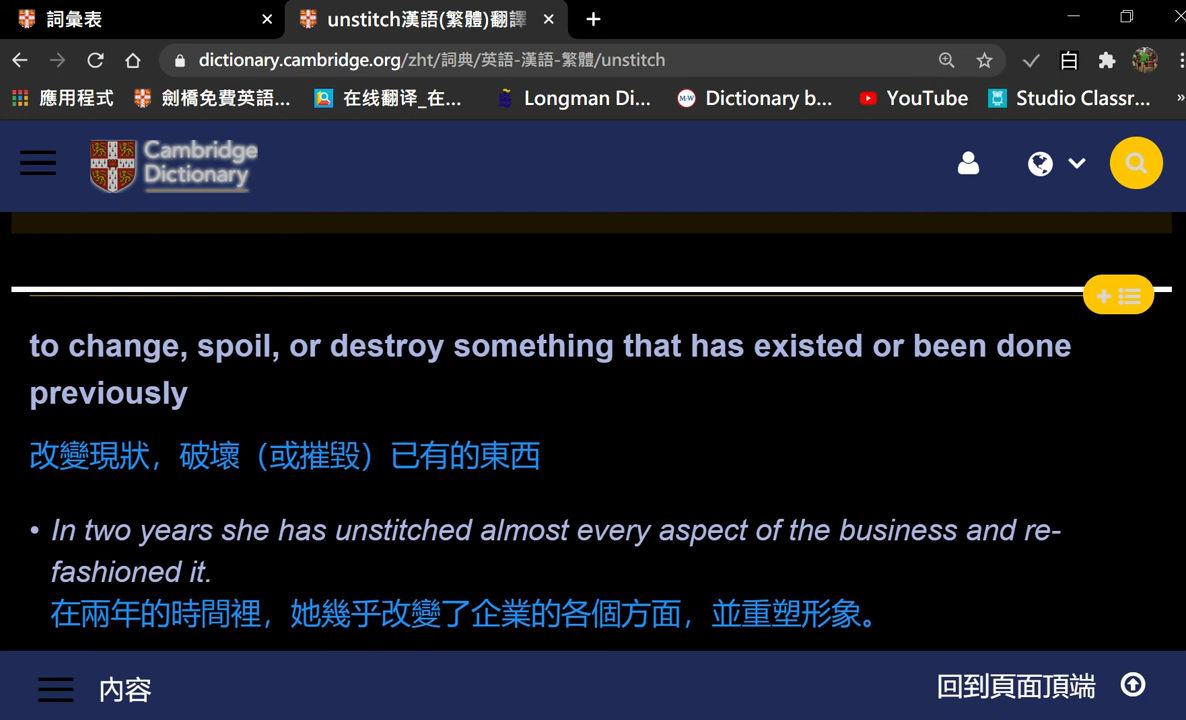 詞彙表
unstitch漢語(繁體)翻譯
dictionary.cambridge.org/zht/詞典/英語-漢語-繁體/unstitch
白
應用程式
劍橋免費英語...
在线翻译_在...
Longman Di...
M-W
Dictionary b...
YouTube
Studio Classr...
»
Cambridge
Dictionary
to change, spoil, or destroy something that has existed or been done
previously
改變現狀，破壞（或摧毀）已有的東西
• In two years she has unstitched almost every aspect of the business and re-
fashioned it.
在兩年的時間裡，她幾乎改變了企業的各個方面，並重塑形象。
內容
回到頁面頂端